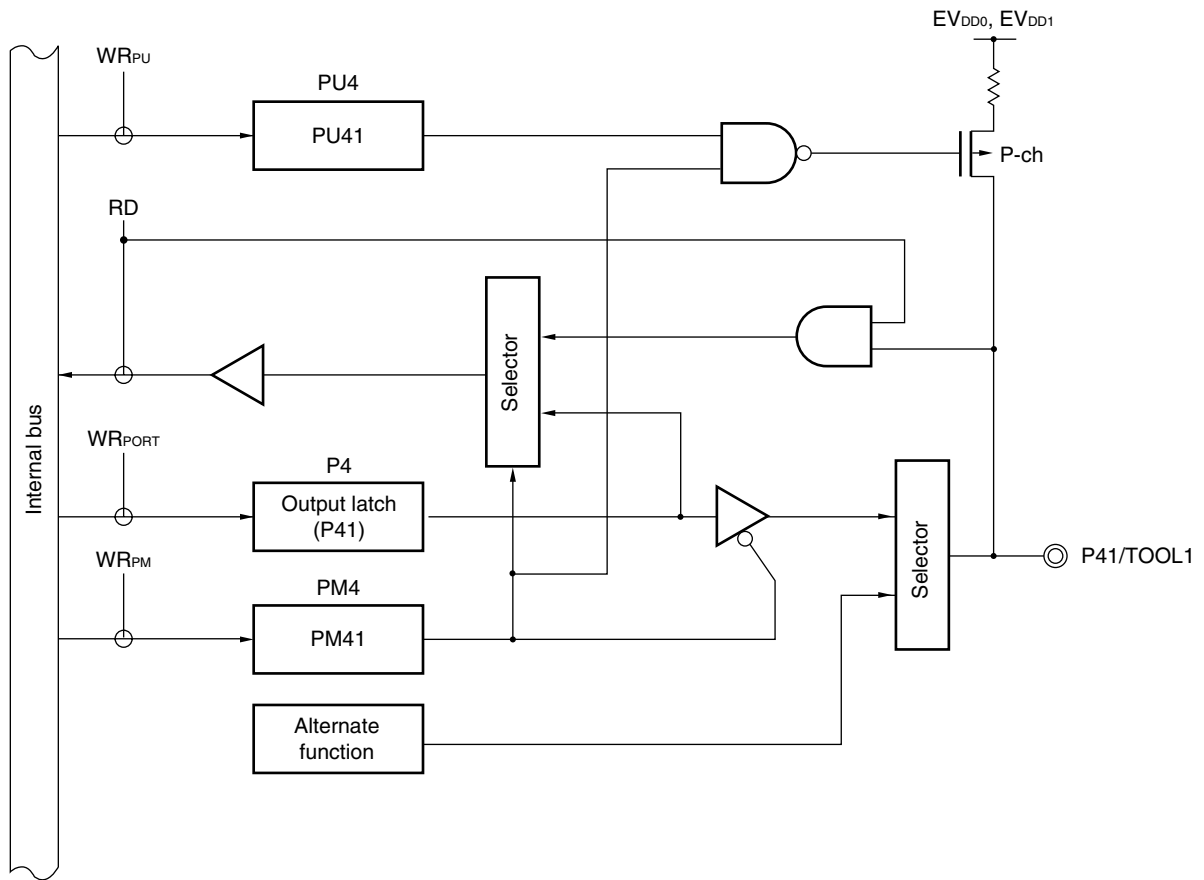 EVDD0, EVDD1
WRPU
PU4
PU41
P-ch
RD
Selector
Internal bus
WRPORT
P4
Output latch
(P41)
WRPM
PM4
PM41
Selector
P41/TOOL1
Alternate
function